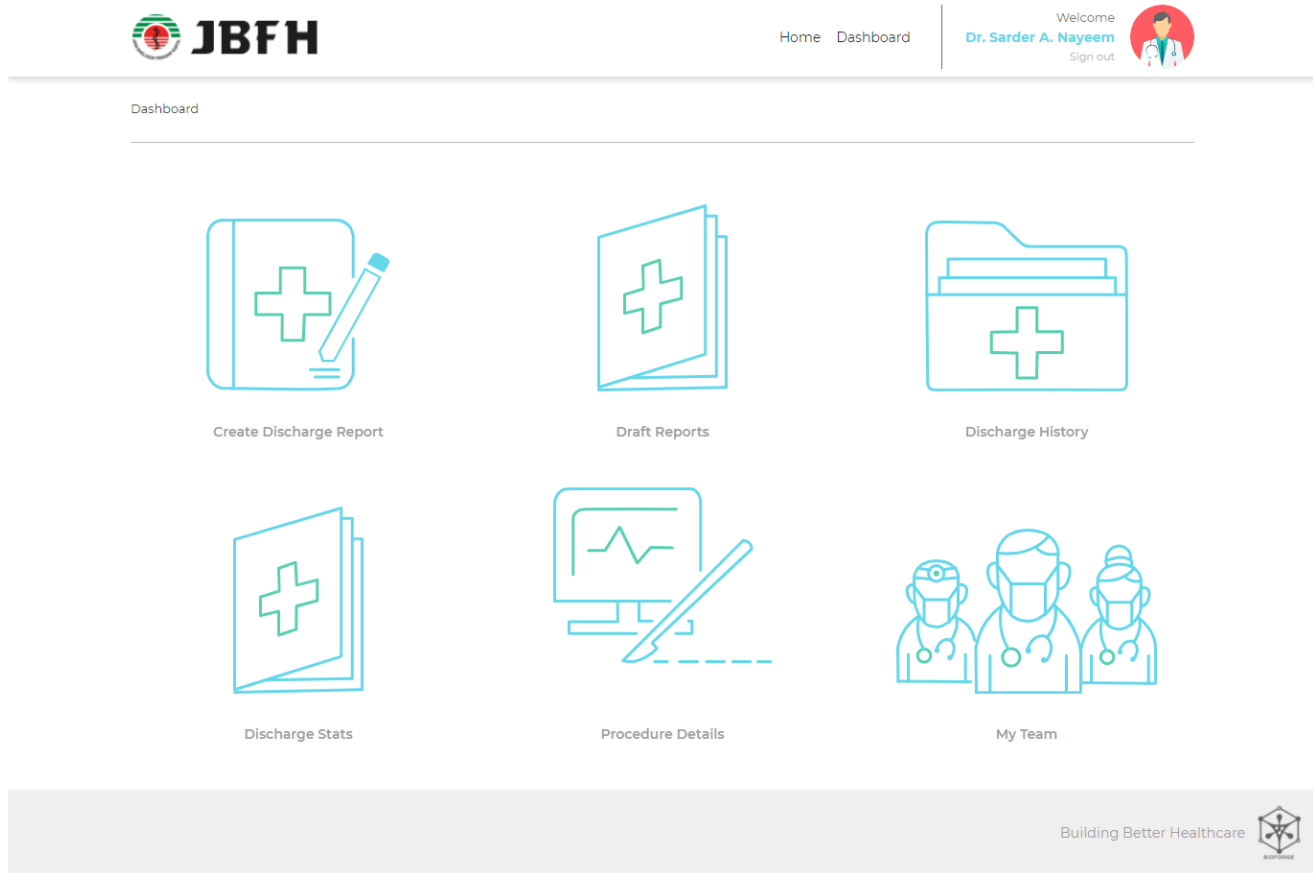 JBFH
Home Dashboard
Welcome
Dr. Sarder A. Nayeem
Sign out
Dashboard
Create Discharge Report
Draft Reports
Discharge History
Discharge Stats
Procedure Details
My Team
Building Better Healthcare
BIOFORGE